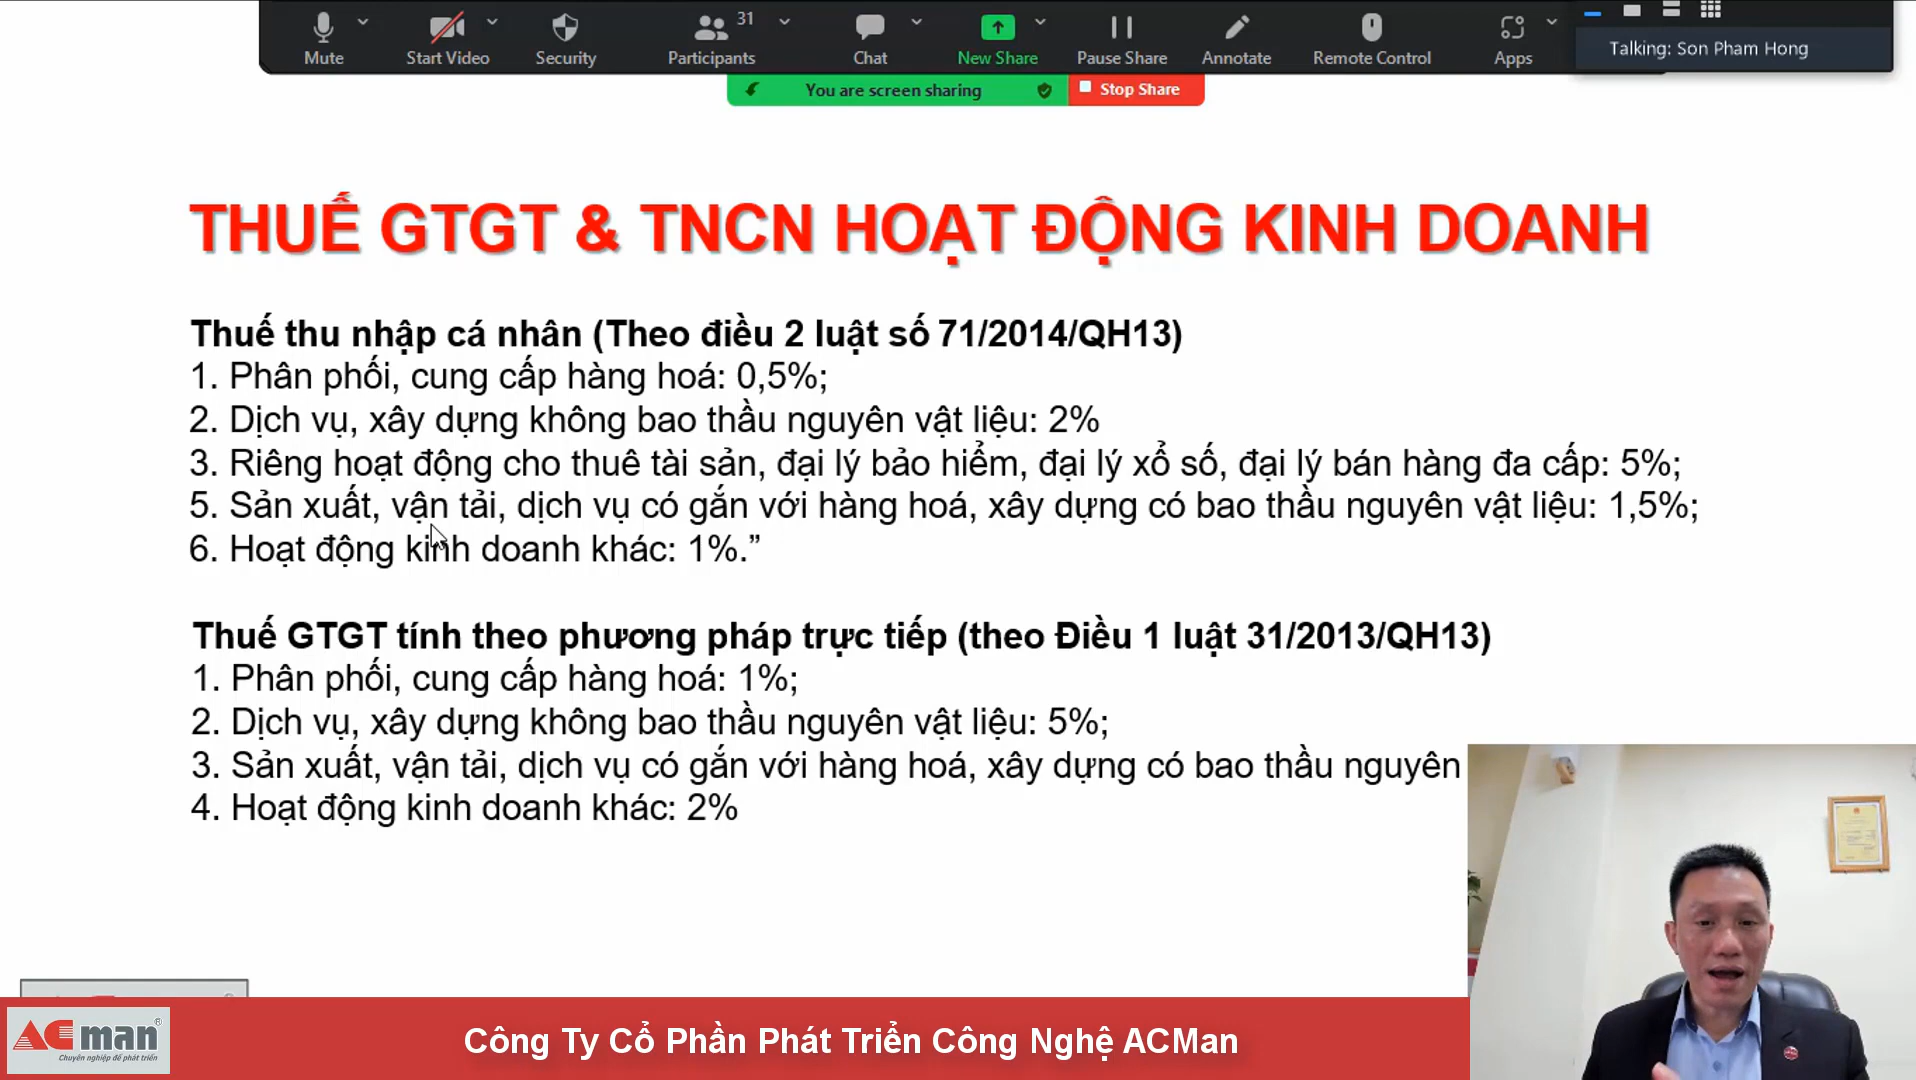 31
Mute
Start Video
Security
Participants
Chat
New Share
Pause Share
Annotate
Remote Control
Apps
Talking: Son Pham Hong
You are screen sharing
Stop Share
THUẾ GTGT & TNCN HOẠT ĐỘNG KINH DOANH
Thuế thu nhập cá nhân (Theo điều 2 luật số 71/2014/QH13)
1. Phân phối, cung cấp hàng hoá: 0,5%;
2. Dịch vụ, xây dựng không bao thầu nguyên vật liệu: 2%
3. Riêng hoạt động cho thuê tài sản, đại lý bảo hiểm, đại lý xổ số, đại lý bán hàng đa cấp: 5%;
5. Sản xuất, vận tải, dịch vụ có gắn với hàng hoá, xây dựng có bao thầu nguyên vật liệu: 1,5%;
6. Hoạt động kinh doanh khác: 1%.”
Thuế GTGT tính theo phương pháp trực tiếp (theo Điều 1 luật 31/2013/QH13)
1. Phân phối, cung cấp hàng hoá: 1%;
2. Dịch vụ, xây dựng không bao thầu nguyên vật liệu: 5%;
3. Sản xuất, vận tải, dịch vụ có gắn với hàng hoá, xây dựng có bao thầu nguyên
4. Hoạt động kinh doanh khác: 2%
ACman®
Chuyên nghiệp để phát triển
Công Ty Cổ Phần Phát Triển Công Nghệ ACMan